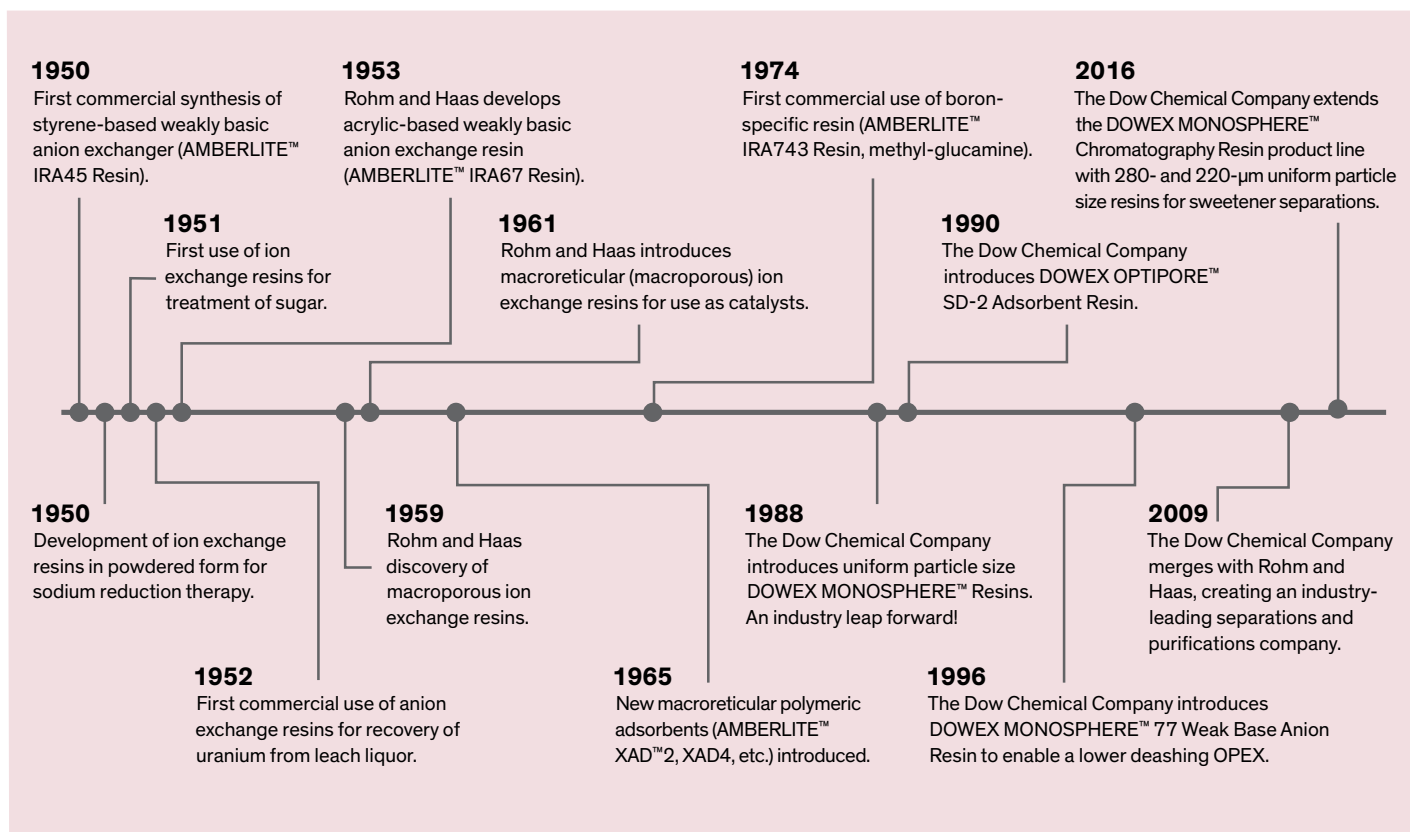 1950
First commercial synthesis of
styrene-based weakly basic
anion exchanger (AMBERLITE™
IRA45 Resin).
1951
First use of ion
exchange resins for
treatment of sugar.
1953
Rohm and Haas develops
acrylic-based weakly basic
anion exchange resin
(AMBERLITE™ IRA67 Resin).
1961
Rohm and Haas introduces
macroreticular (macroporous) ion
exchange resins for use as catalysts.
1974
First commercial use of boron-
specific resin (AMBERLITE™
IRA743 Resin, methyl-glucamine).
1990
The Dow Chemical Company
introduces DOWEX OPTIPORE™
SD-2 Adsorbent Resin.
2016
The Dow Chemical Company extends
the DOWEX MONOSPHERE™
Chromatography Resin product line
with 280- and 220-µm uniform particle
size resins for sweetener separations.
1950
Development of ion exchange
resins in powdered form for
sodium reduction therapy.
1952
First commercial use of anion
exchange resins for recovery of
uranium from leach liquor.
1959
Rohm and Haas
discovery of
macroporous ion
exchange resins.
1965
New macroreticular polymeric
adsorbents (AMBERLITE™
XAD™2, XAD4, etc.) introduced.
1988
The Dow Chemical Company
introduces uniform particle size
DOWEX MONOSPHERE™ Resins.
An industry leap forward!
1996
The Dow Chemical Company introduces
DOWEX MONOSPHERE™ 77 Weak Base Anion
Resin to enable a lower deashing OPEX.
2009
The Dow Chemical Company
merges with Rohm and
Haas, creating an industry-
leading separations and
purifications company.